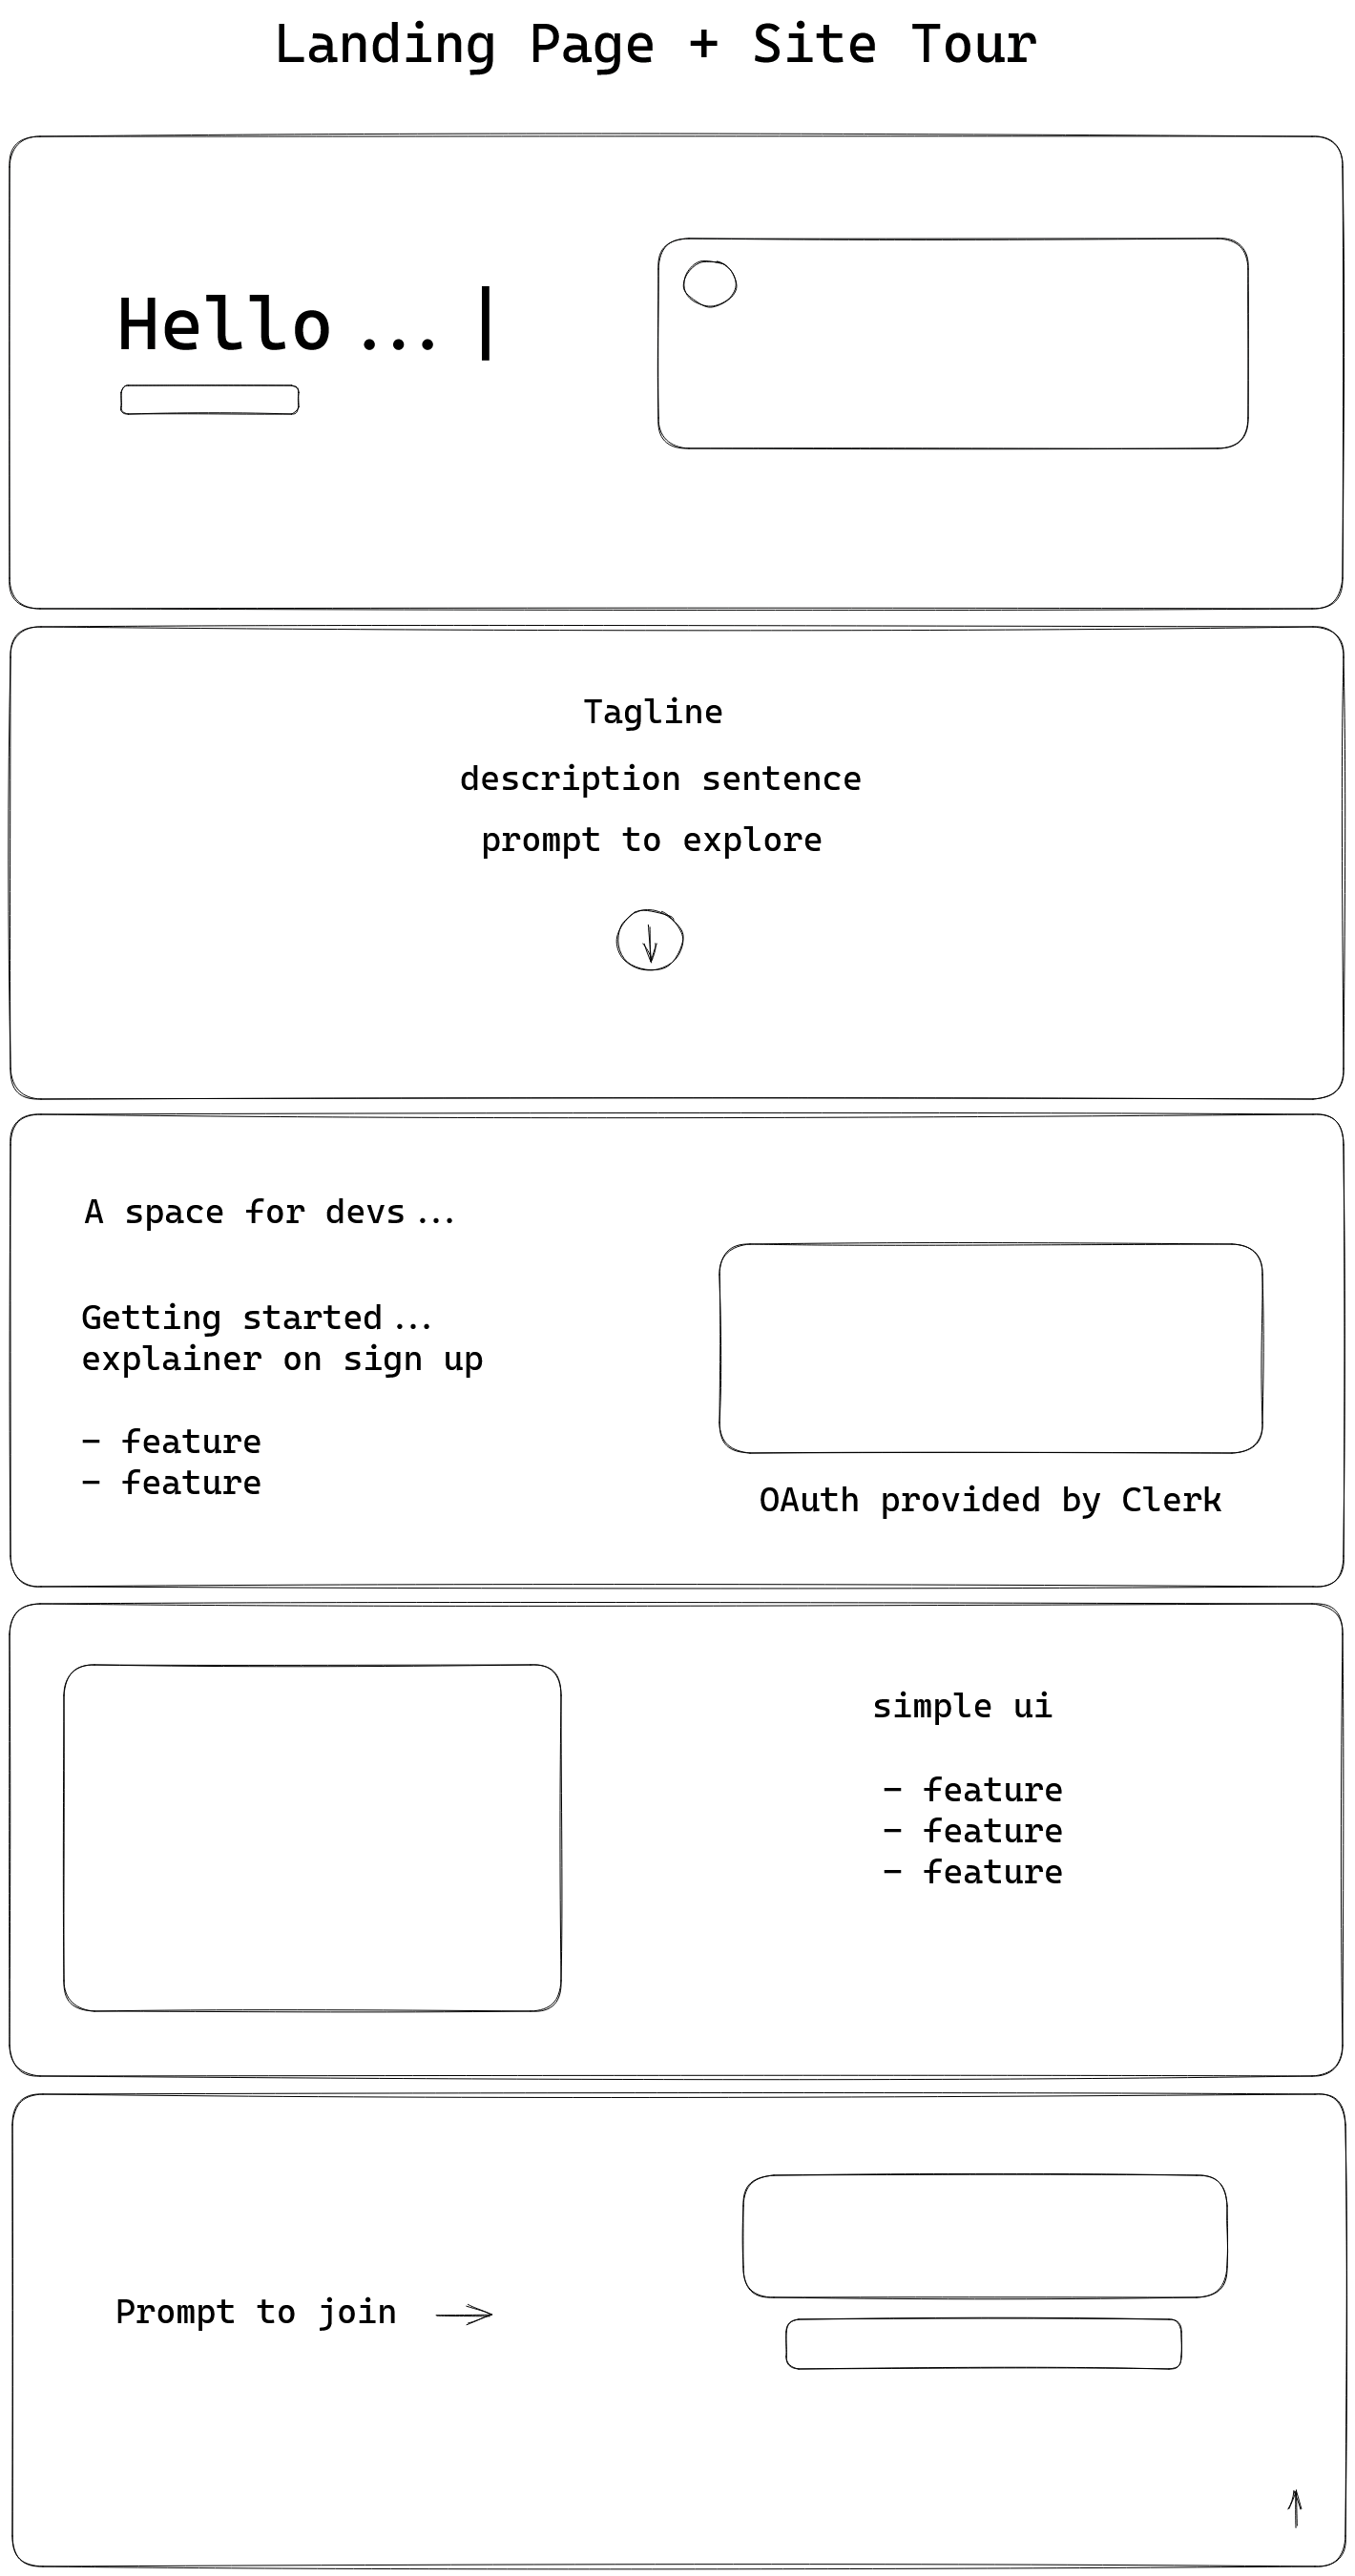 Landing Page + Site Tour
Hello... |
Tagline
description sentence
prompt to explore
A space for devs...
Getting started...
explainer on sign up
- feature
- feature
OAuth provided by Clerk
simple ui
- feature
- feature
- feature
Prompt to join